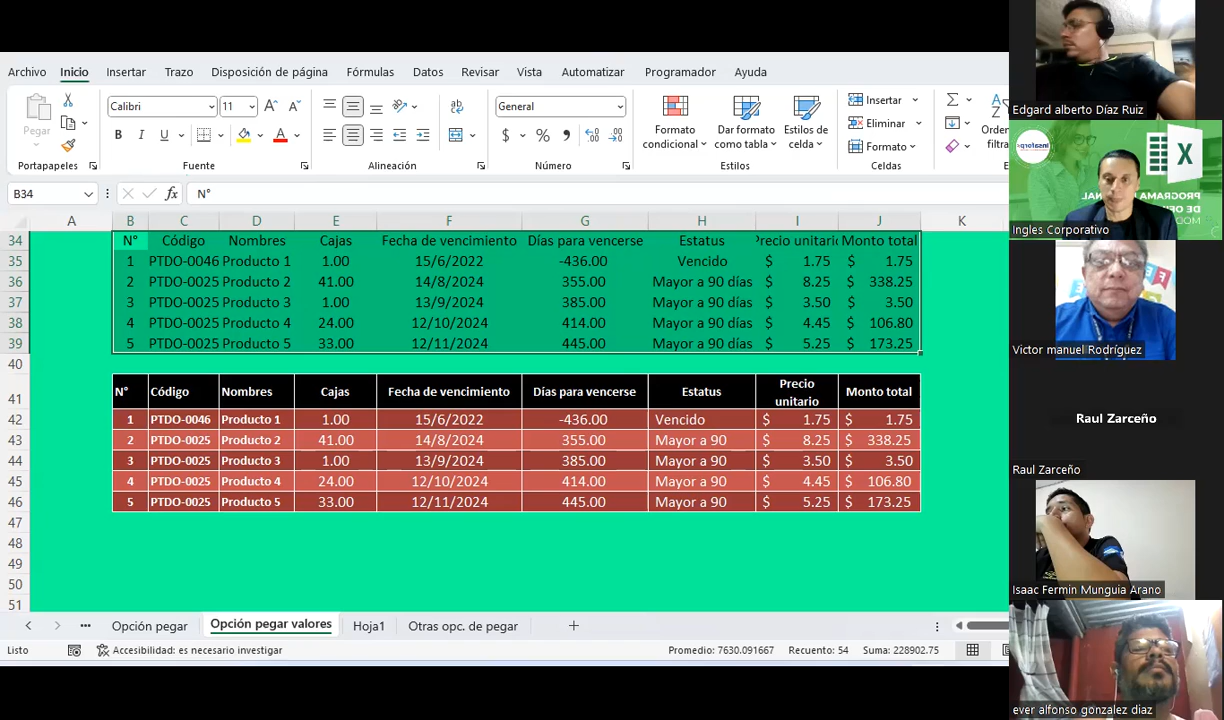 Archivo Inicio Insertar Trazo Disposición de página Fórmulas Datos Revisar Vista Automatizar Programador Ayuda
Pegar
Calibri 11
N K S
General
$ % 000
Formato condicional
Dar formato como tabla
Estilos de celda
Insertar
Eliminar
Formato
Portapapeles Fuente Alineación Número Estilos Celdas
B34 fx N°
A B C D E F G H I J K
34 N° Código Nombres Cajas Fecha de vencimiento Días para vencerse Estatus Precio unitario Monto total
35 1 PTDO-0046 Producto 1 1.00 15/6/2022 -436.00 Vencido $ 1.75 $ 1.75
36 2 PTDO-0025 Producto 2 41.00 14/8/2024 355.00 Mayor a 90 días $ 8.25 $ 338.25
37 3 PTDO-0025 Producto 3 1.00 13/9/2024 385.00 Mayor a 90 días $ 3.50 $ 3.50
38 4 PTDO-0025 Producto 4 24.00 12/10/2024 414.00 Mayor a 90 días $ 4.45 $ 106.80
39 5 PTDO-0025 Producto 5 33.00 12/11/2024 445.00 Mayor a 90 días $ 5.25 $ 173.25
40
41 N° Código Nombres Cajas Fecha de vencimiento Días para vencerse Estatus Precio unitario Monto total
42 1 PTDO-0046 Producto 1 1.00 15/6/2022 -436.00 Vencido $ 1.75 $ 1.75
43 2 PTDO-0025 Producto 2 41.00 14/8/2024 355.00 Mayor a 90 $ 8.25 $ 338.25
44 3 PTDO-0025 Producto 3 1.00 13/9/2024 385.00 Mayor a 90 $ 3.50 $ 3.50
45 4 PTDO-0025 Producto 4 24.00 12/10/2024 414.00 Mayor a 90 $ 4.45 $ 106.80
46 5 PTDO-0025 Producto 5 33.00 12/11/2024 445.00 Mayor a 90 $ 5.25 $ 173.25
47
48
49
50
51
Opción pegar Opción pegar valores Hoja1 Otras opc. de pegar
Listo Accesibilidad: es necesario investigar Promedio: 7630.091667 Recuento: 54 Suma: 228902.75
Edgard alberto Díaz Ruiz
Ingles Corporativo
Victor manuel Rodríguez
Raul Zarceño
Raul Zarceño
Isaac Fermin Munguia Arano
ever alfonso gonzalez diaz